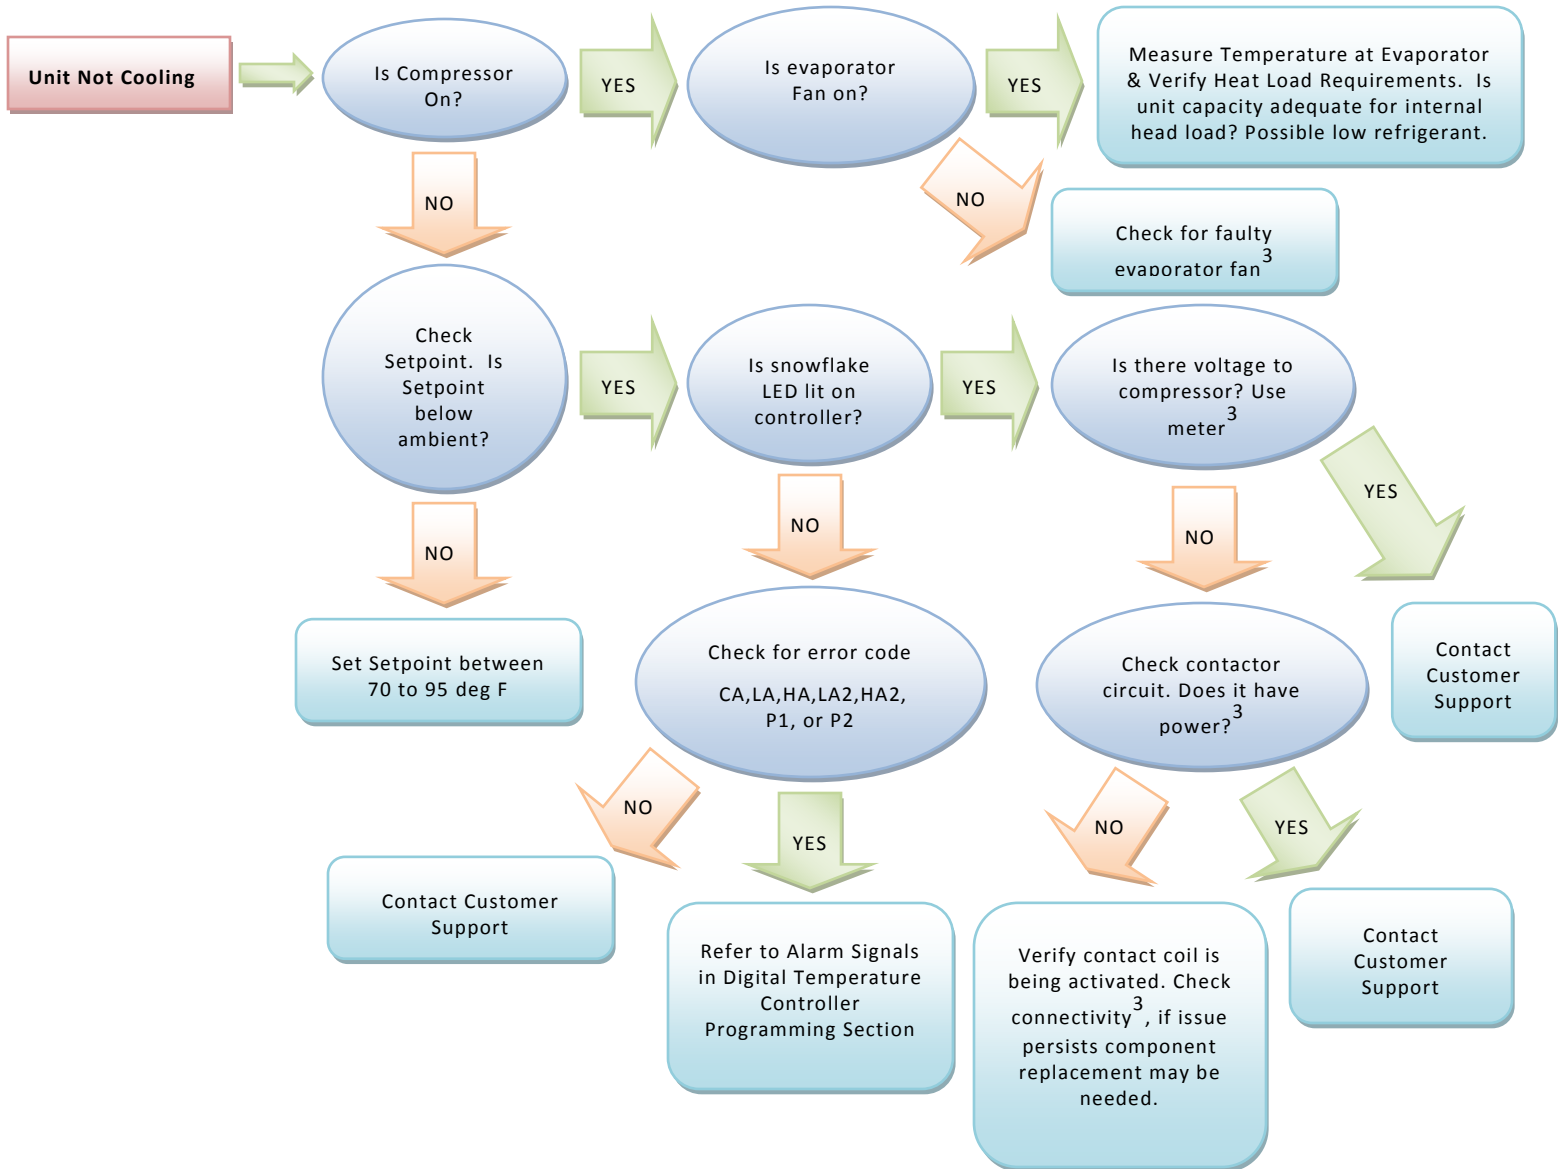 Unit Not Cooling
Is Compressor
On?
YES
Is evaporator
Fan on?
YES
Measure Temperature at Evaporator
& Verify Heat Load Requirements. Is
unit capacity adequate for internal
head load? Possible low refrigerant.
NO
NO
Check for faulty
evaporator fan3
Check
Setpoint. Is
Setpoint
below
ambient?
YES
Is snowflake
LED lit on
controller?
YES
Is there voltage to
compressor? Use
meter3
YES
NO
NO
NO
Set Setpoint between
70 to 95 deg F
Check for error code
CA,LA,HA,LA2,HA2,
P1, or P2
Check contactor
circuit. Does it have
power?3
Contact
Customer
Support
NO
YES
NO
YES
Contact Customer
Support
Refer to Alarm Signals
in Digital Temperature
Controller
Programming Section
Verify contact coil is
being activated. Check
connectivity3, if issue
persists component
replacement may be
needed.
Contact
Customer
Support